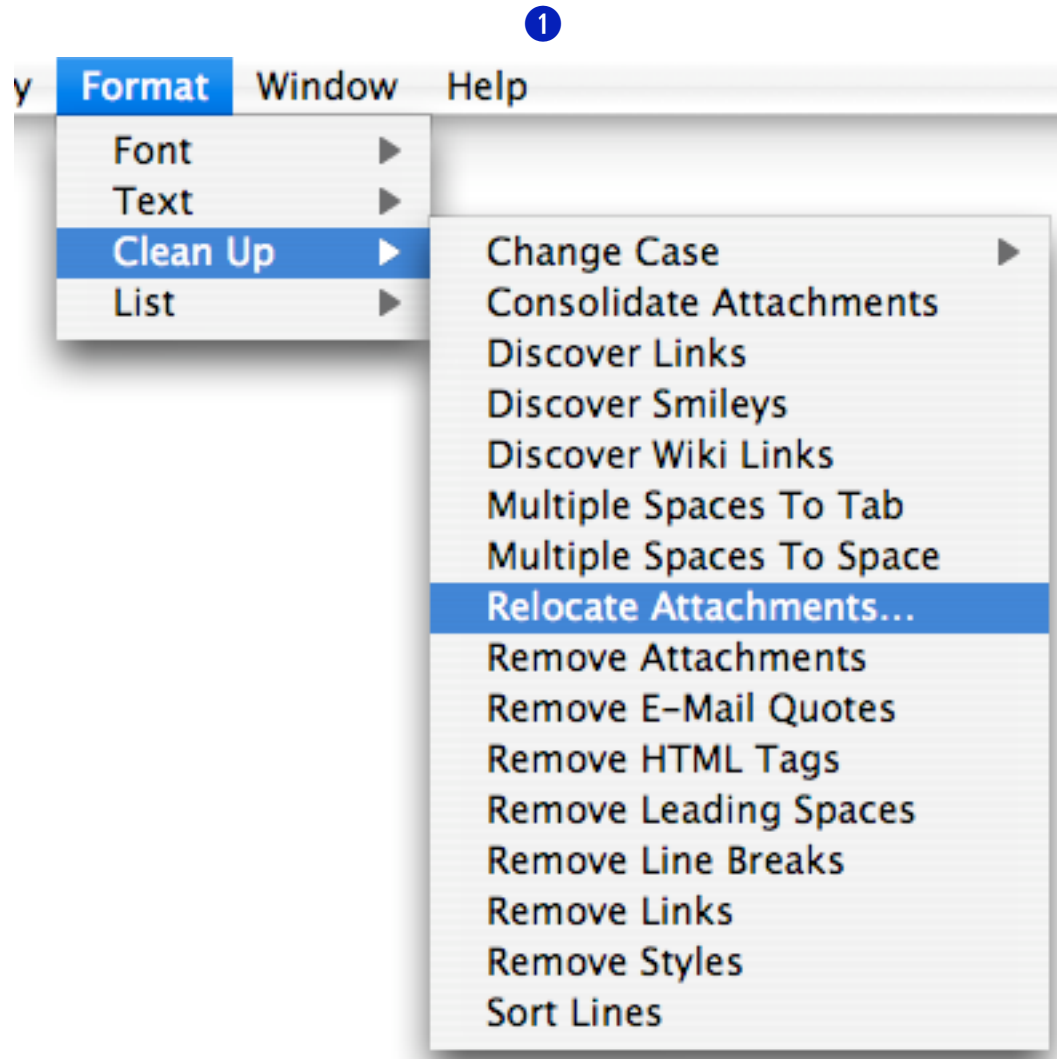 1
y Format Window Help
Font
Text
Clean Up
List
Change Case
Consolidate Attachments
Discover Links
Discover Smileys
Discover Wiki Links
Multiple Spaces To Tab
Multiple Spaces To Space
Relocate Attachments...
Remove Attachments
Remove E-Mail Quotes
Remove HTML Tags
Remove Leading Spaces
Remove Line Breaks
Remove Links
Remove Styles
Sort Lines